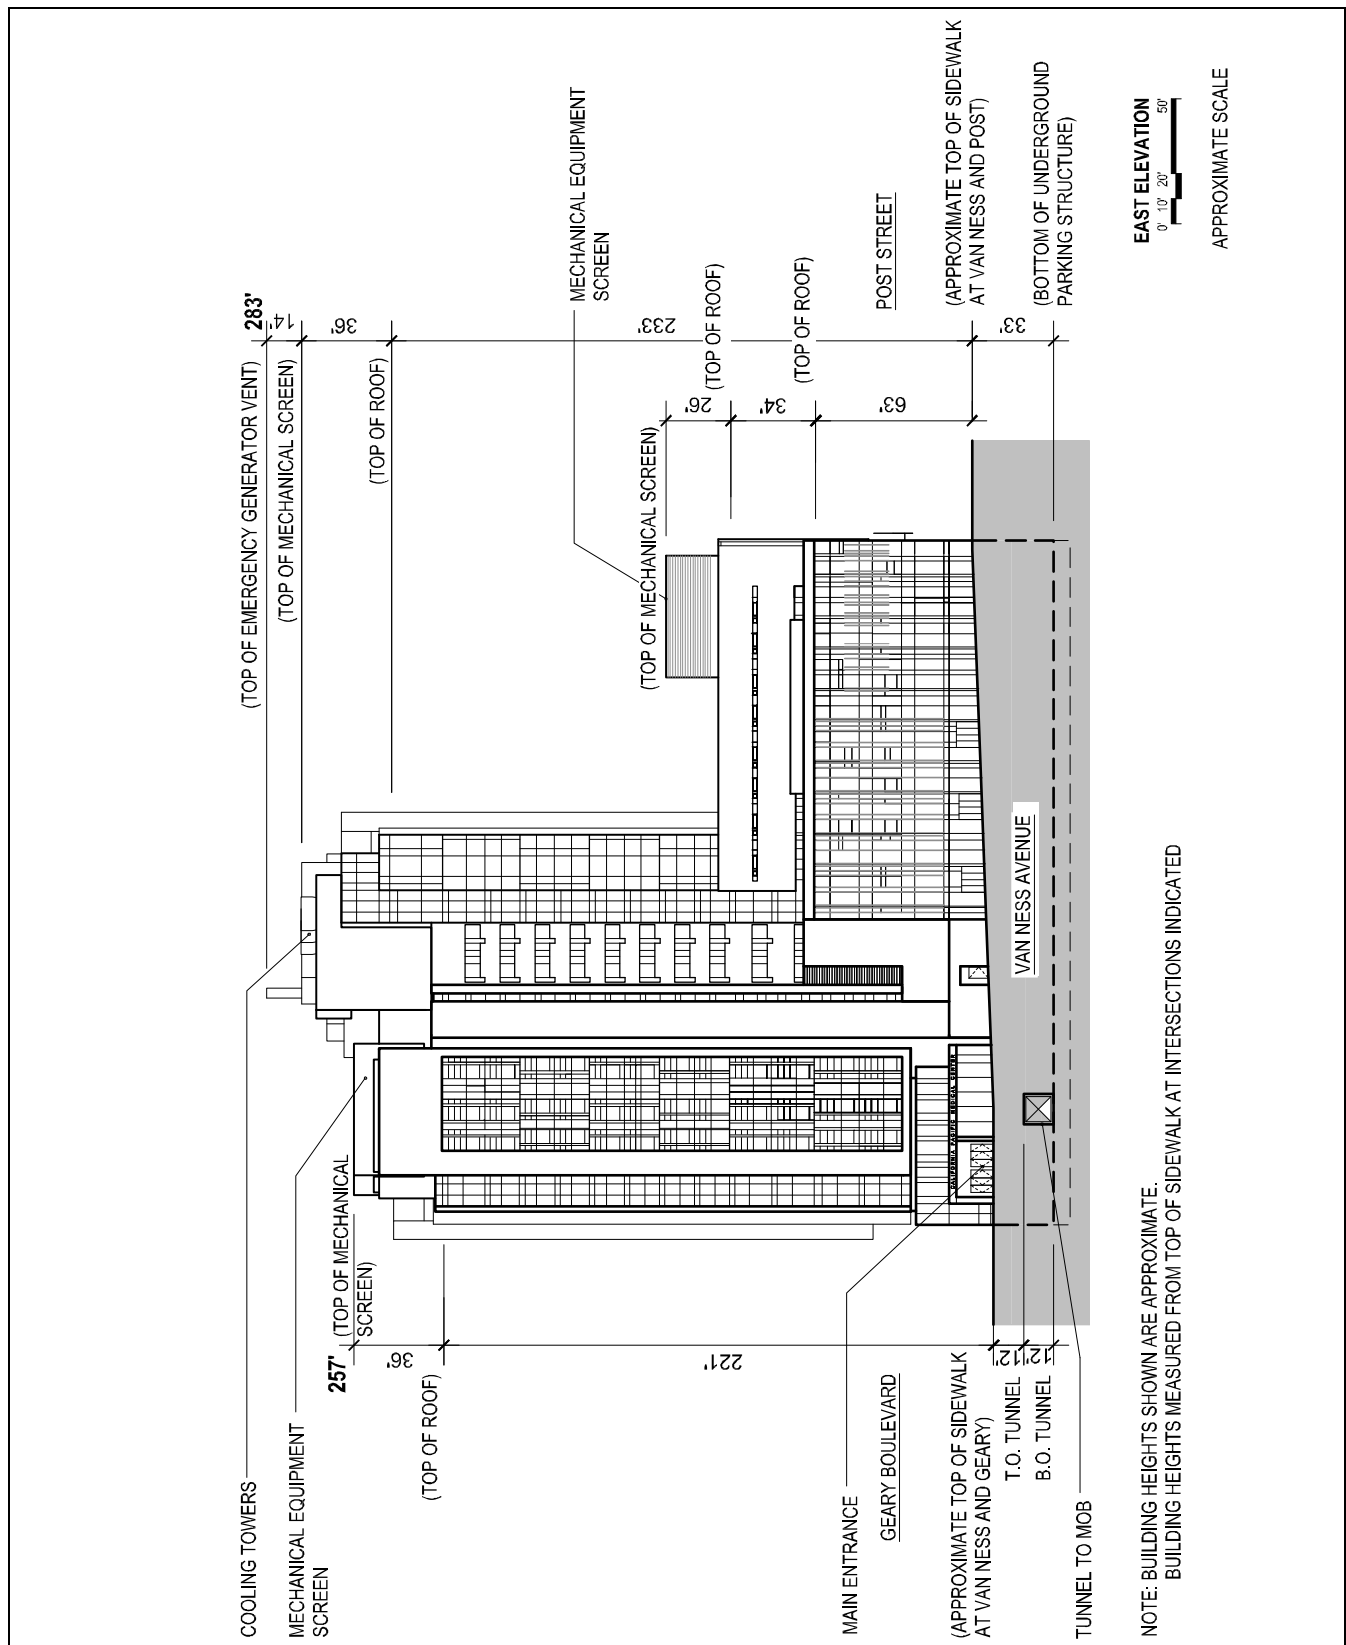 COOLING TOWERS
MECHANICAL EQUIPMENT
SCREEN
257'
(TOP OF MECHANICAL
SCREEN)
36'
(TOP OF ROOF)
221'
MAIN ENTRANCE
GEARY BOULEVARD
(APPROXIMATE TOP OF SIDEWALK
AT VAN NESS AND GEARY)
12'
T.O. TUNNEL
12'
B.O. TUNNEL
TUNNEL TO MOB
CALIFORNIA PACIFIC MEDICAL CENTER
VAN NESS AVENUE
(TOP OF EMERGENCY GENERATOR VENT)
283'
14'
(TOP OF MECHANICAL SCREEN)
36'
(TOP OF ROOF)
233'
MECHANICAL EQUIPMENT
SCREEN
(TOP OF MECHANICAL SCREEN)
26'
(TOP OF ROOF)
34'
(TOP OF ROOF)
63'
POST STREET
(APPROXIMATE TOP OF SIDEWALK
AT VAN NESS AND POST)
33'
(BOTTOM OF UNDERGROUND
PARKING STRUCTURE)
EAST ELEVATION
0' 10' 20' 50'
APPROXIMATE SCALE
NOTE: BUILDING HEIGHTS SHOWN ARE APPROXIMATE.
BUILDING HEIGHTS MEASURED FROM TOP OF SIDEWALK AT INTERSECTIONS INDICATED